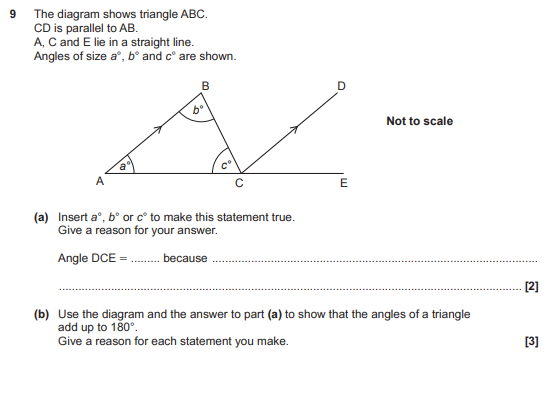 9 The diagram shows triangle ABC.
CD is parallel to AB.
A, C and E lie in a straight line.
Angles of size a°, b° and c° are shown.
B
D
b°
Not to scale
a°
c°
A
C
E
(a) Insert a°, b° or c° to make this statement true.
Give a reason for your answer.
Angle DCE = ......... because ....................................................................................................
.............................................................................................................................................. [2]
(b) Use the diagram and the answer to part (a) to show that the angles of a triangle
add up to 180°.
Give a reason for each statement you make. [3]